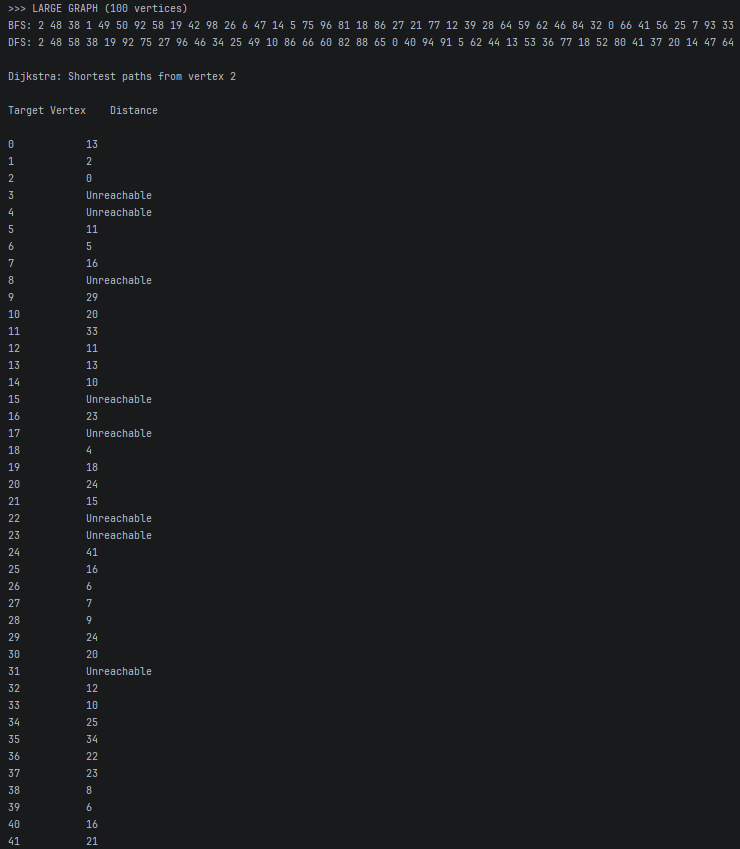 >>> LARGE GRAPH (100 vertices)
BFS: 2 48 38 1 49 50 92 58 19 42 98 26 6 47 14 5 75 96 81 18 86 27 21 77 12 39 28 64 59 62 46 84 32 0 66 41 56 25 7 93 33
DFS: 2 48 58 38 19 92 75 27 96 46 34 25 49 10 86 66 60 82 88 65 0 40 94 91 5 62 44 13 53 36 77 18 52 80 41 37 20 14 47 64
Dijkstra: Shortest paths from vertex 2
Target Vertex    Distance
0            13
1            2
2            0
3            Unreachable
4            Unreachable
5            11
6            5
7            16
8            Unreachable
9            29
10           20
11           33
12           11
13           13
14           10
15           Unreachable
16           23
17           Unreachable
18           4
19           18
20           24
21           15
22           Unreachable
23           Unreachable
24           41
25           16
26           6
27           7
28           9
29           24
30           20
31           Unreachable
32           12
33           10
34           25
35           34
36           22
37           23
38           8
39           6
40           16
41           21